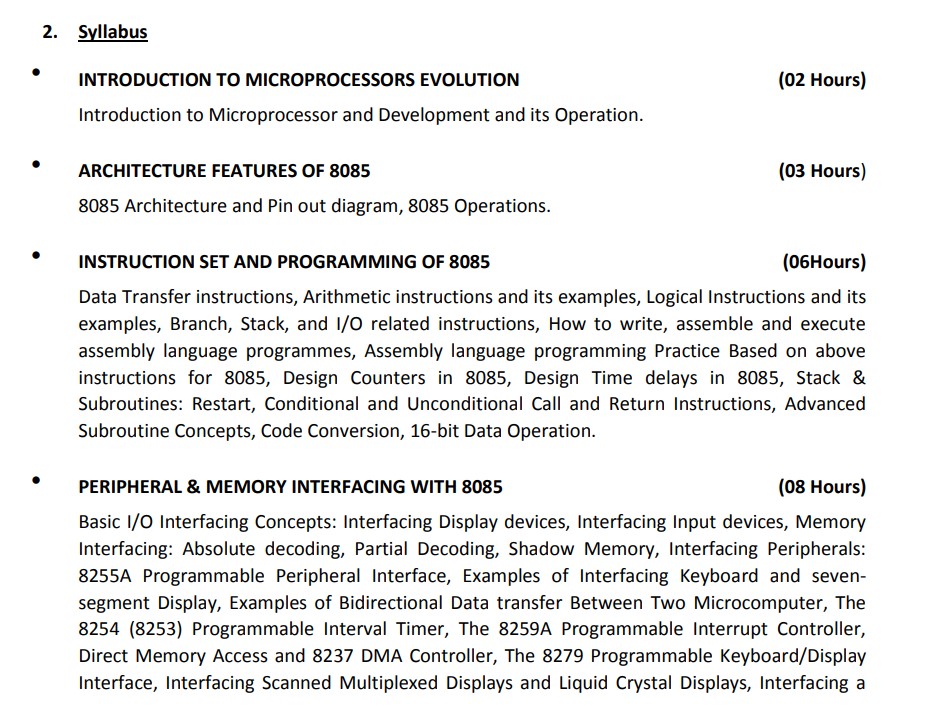 2. Syllabus
• INTRODUCTION TO MICROPROCESSORS EVOLUTION (02 Hours)
Introduction to Microprocessor and Development and its Operation.
• ARCHITECTURE FEATURES OF 8085 (03 Hours)
8085 Architecture and Pin out diagram, 8085 Operations.
• INSTRUCTION SET AND PROGRAMMING OF 8085 (06Hours)
Data Transfer instructions, Arithmetic instructions and its examples, Logical Instructions and its
examples, Branch, Stack, and I/O related instructions, How to write, assemble and execute
assembly language programmes, Assembly language programming Practice Based on above
instructions for 8085, Design Counters in 8085, Design Time delays in 8085, Stack &
Subroutines: Restart, Conditional and Unconditional Call and Return Instructions, Advanced
Subroutine Concepts, Code Conversion, 16-bit Data Operation.
• PERIPHERAL & MEMORY INTERFACING WITH 8085 (08 Hours)
Basic I/O Interfacing Concepts: Interfacing Display devices, Interfacing Input devices, Memory
Interfacing: Absolute decoding, Partial Decoding, Shadow Memory, Interfacing Peripherals:
8255A Programmable Peripheral Interface, Examples of Interfacing Keyboard and seven-
segment Display, Examples of Bidirectional Data transfer Between Two Microcomputer, The
8254 (8253) Programmable Interval Timer, The 8259A Programmable Interrupt Controller,
Direct Memory Access and 8237 DMA Controller, The 8279 Programmable Keyboard/Display
Interface, Interfacing Scanned Multiplexed Displays and Liquid Crystal Displays, Interfacing a